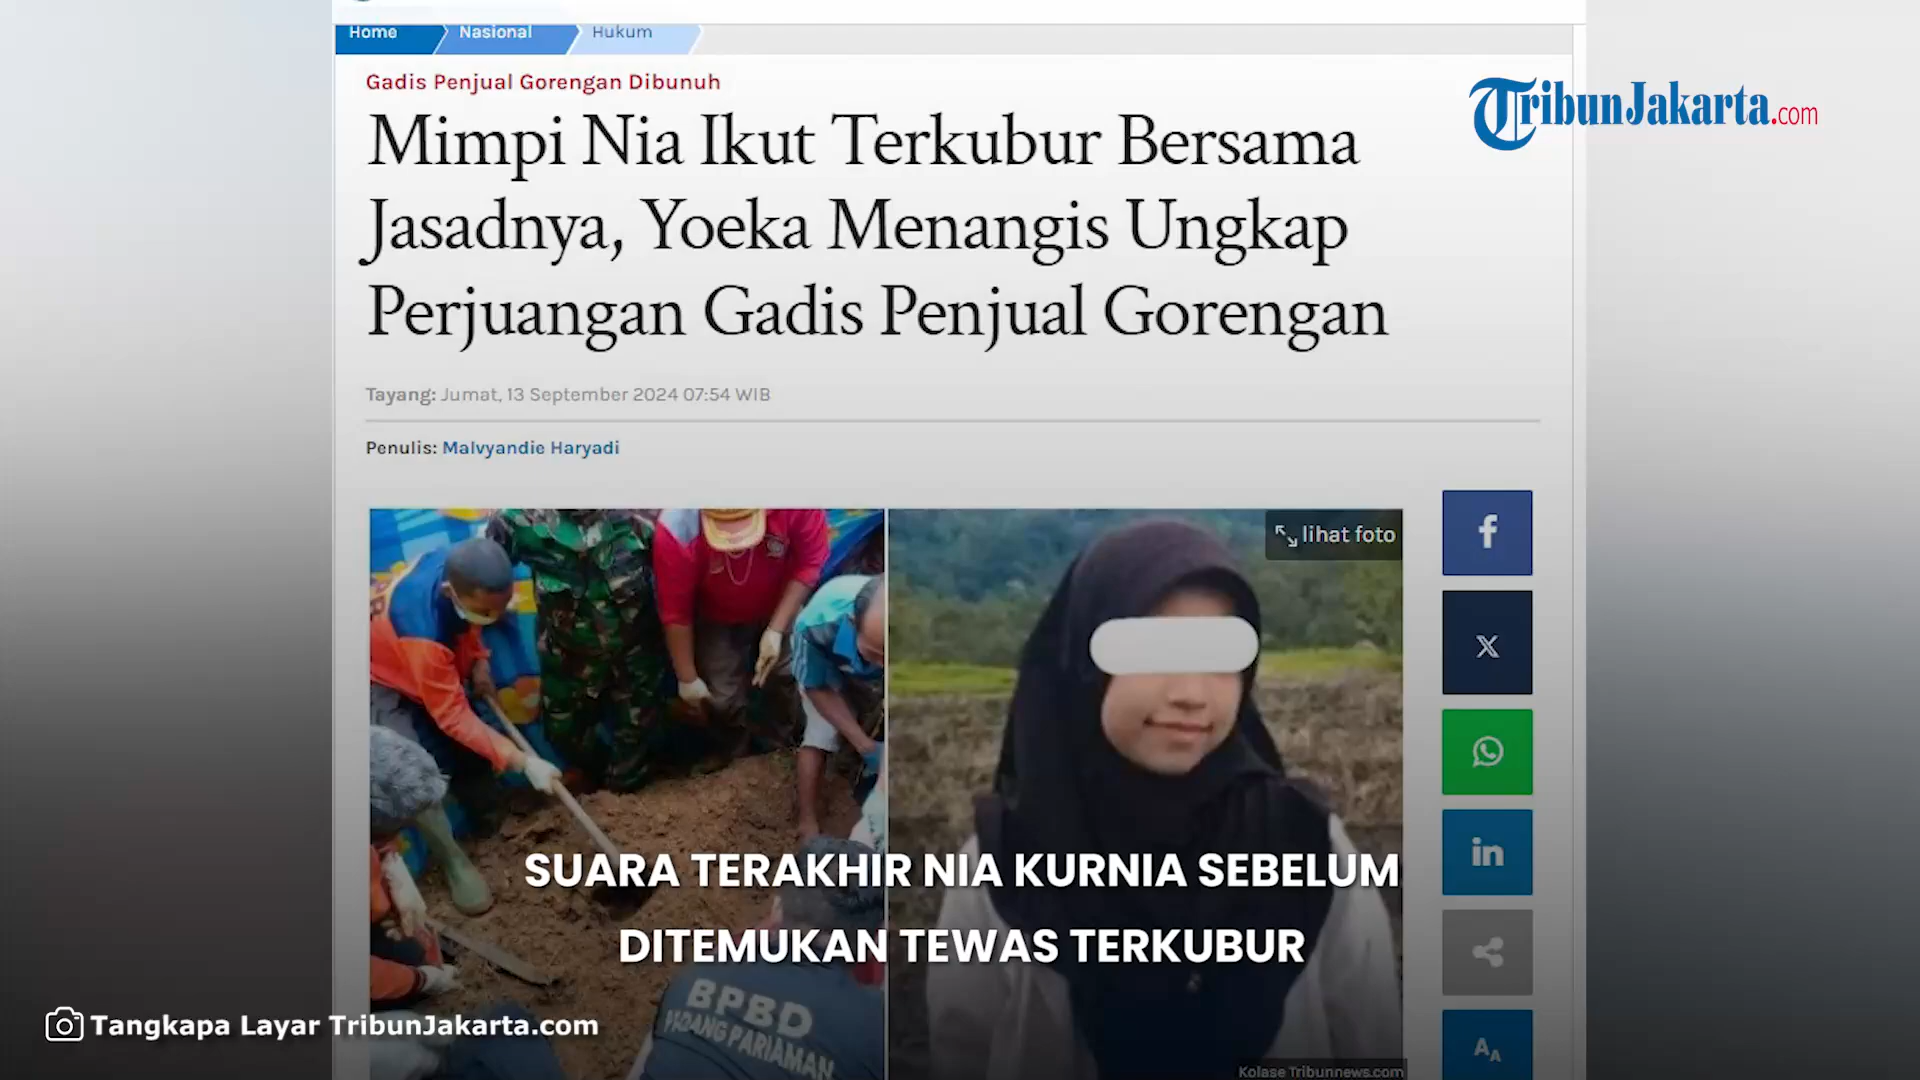 Home Nasional Hukum
Gadis Penjual Gorengan Dibunuh
TribunJakarta.com
Mimpi Nia Ikut Terkubur Bersama
Jasadnya, Yoeka Menangis Ungkap
Perjuangan Gadis Penjual Gorengan
Tayang: Jumat, 13 September 2024 07:54 WIB
Penulis: Malvyandie Haryadi
lihat foto
f
X
in
SUARA TERAKHIR NIA KURNIA SEBELUM
DITEMUKAN TEWAS TERKUBUR
BPBD
PADANG PARIAMAN
Tangkapa Layar TribunJakarta.com
AA
Kolase Tribunnews.com